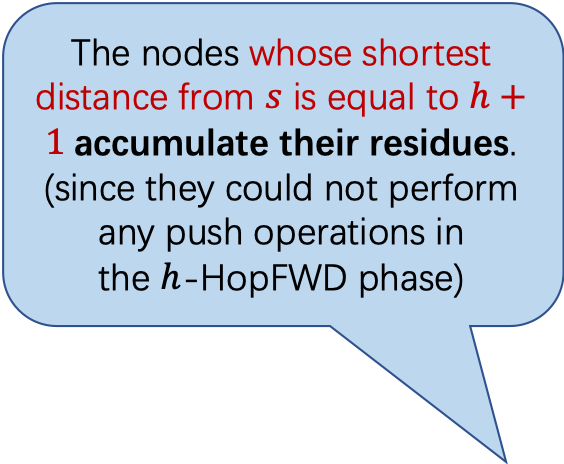 The nodes whose shortest
distance from s is equal to h +
1 accumulate their residues.
(since they could not perform
any push operations in
the h-HopFWD phase)